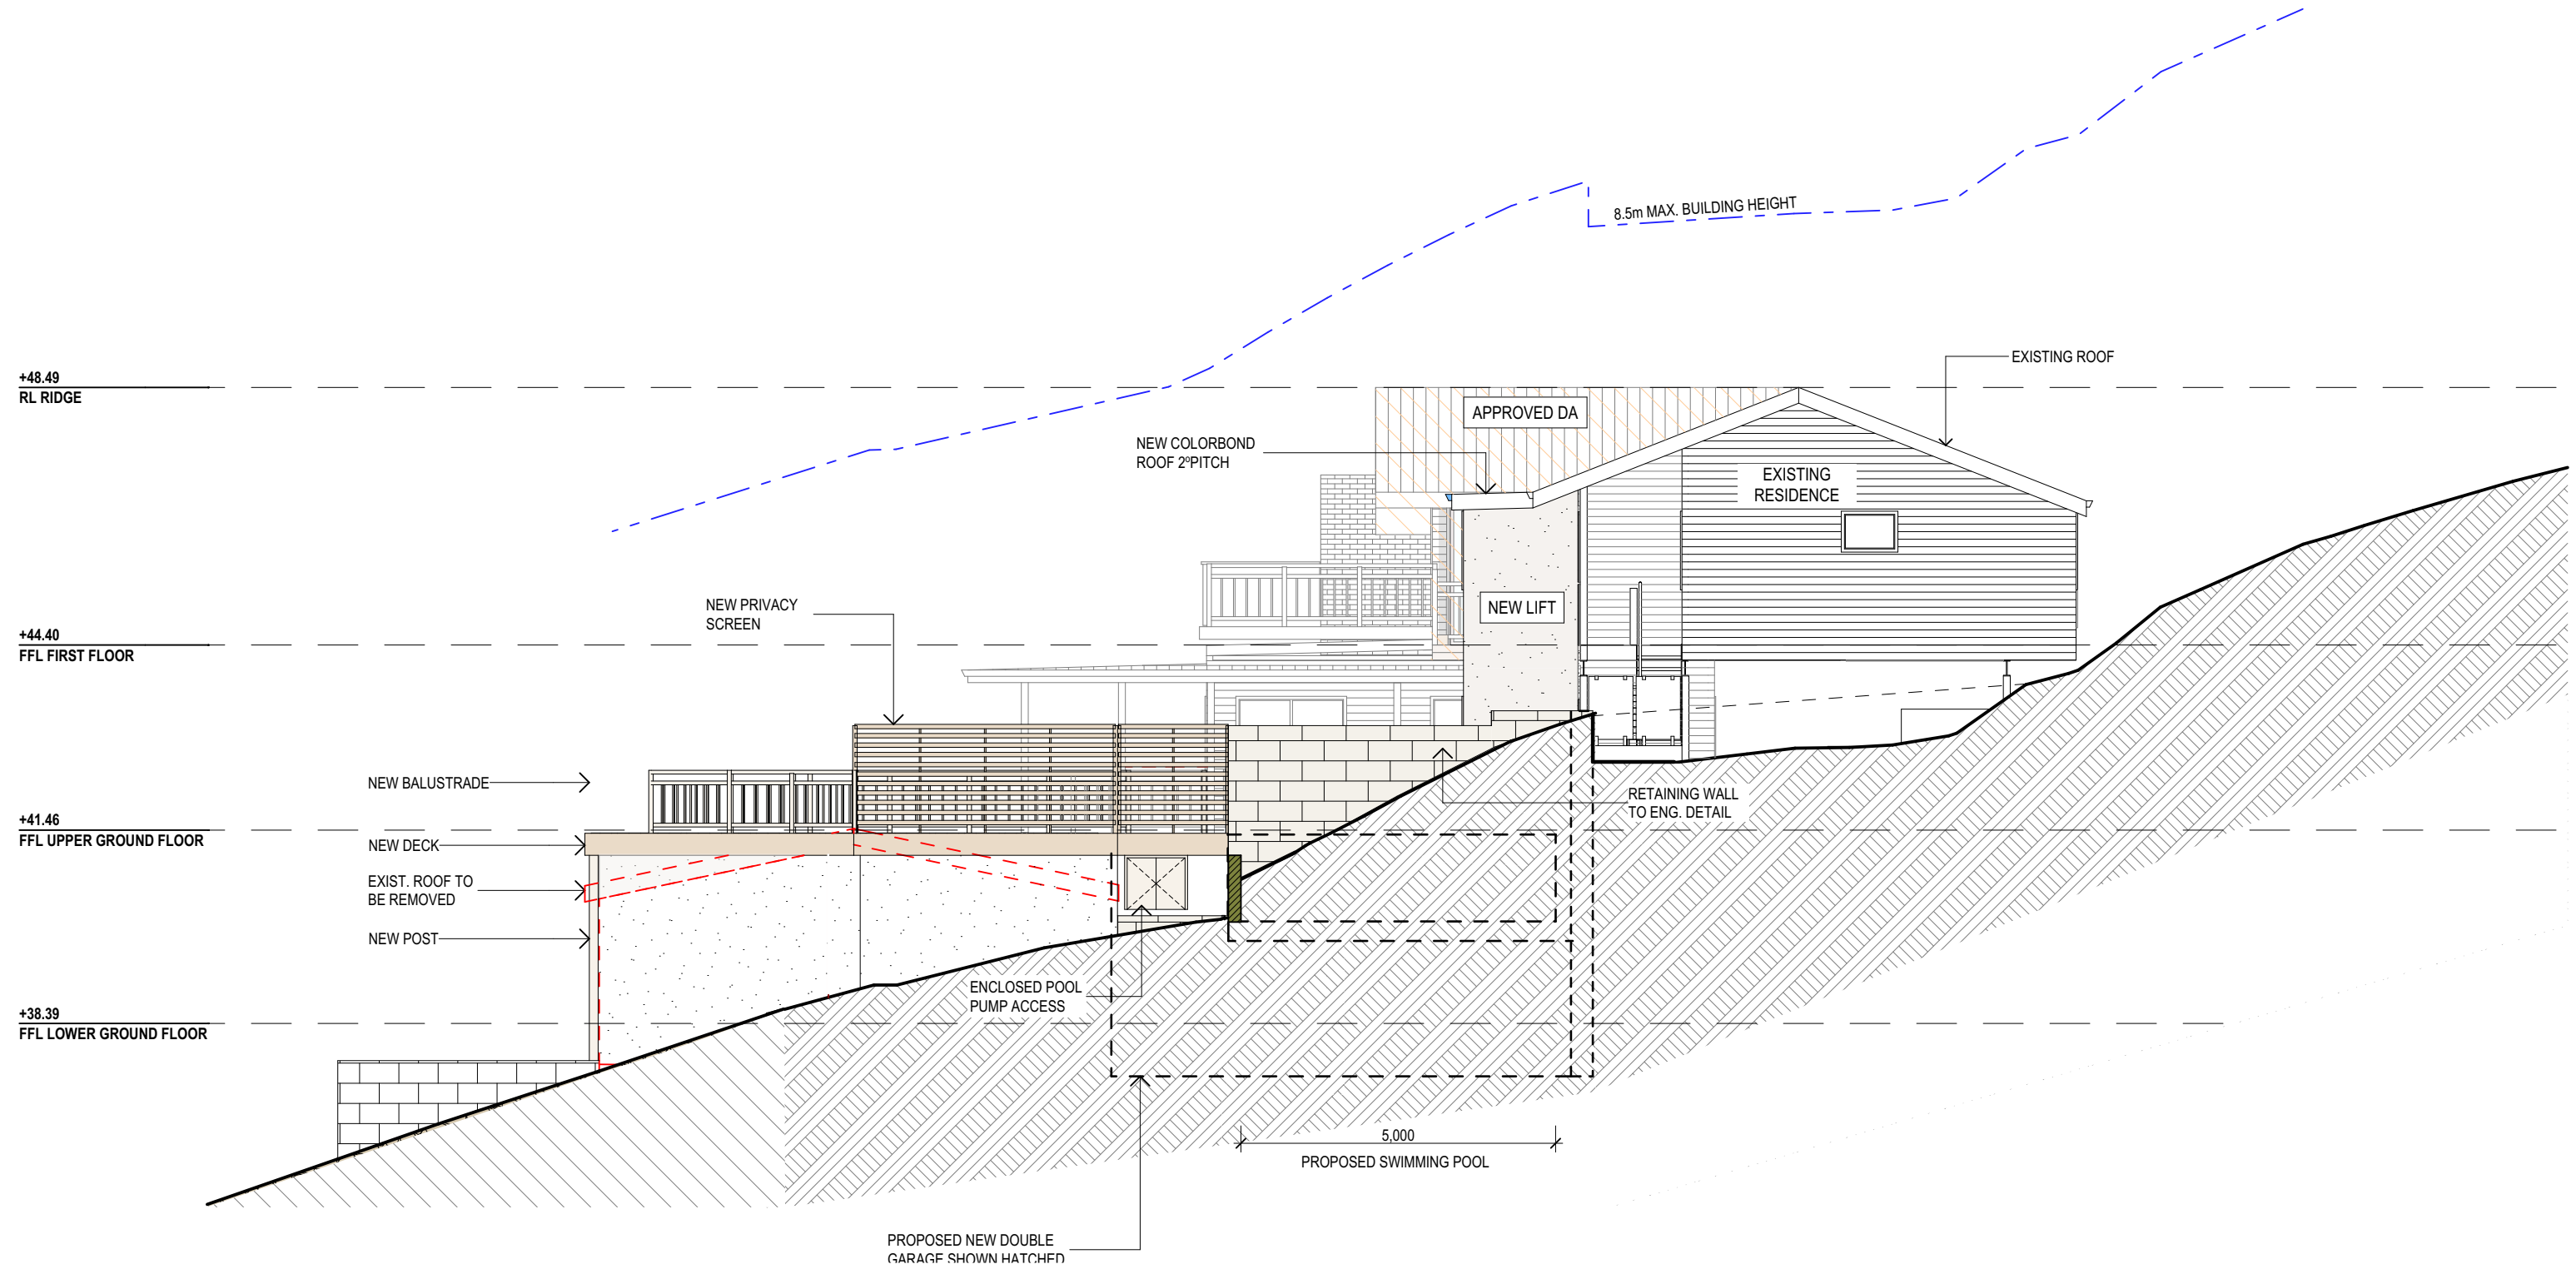 8.5m MAX. BUILDING HEIGHT
EXISTING ROOF
+48.49
RL RIDGE
APPROVED DA
NEW COLORBOND
ROOF 2ºPITCH
EXISTING
RESIDENCE
NEW PRIVACY
SCREEN
NEW LIFT
+44.40
FFL FIRST FLOOR
NEW BALUSTRADE
RETAINING WALL
TO ENG. DETAIL
+41.46
FFL UPPER GROUND FLOOR
NEW DECK
EXIST. ROOF TO
BE REMOVED
NEW POST
ENCLOSED POOL
PUMP ACCESS
+38.39
FFL LOWER GROUND FLOOR
5,000
PROPOSED SWIMMING POOL
PROPOSED NEW DOUBLE
GARAGE SHOWN HATCHED